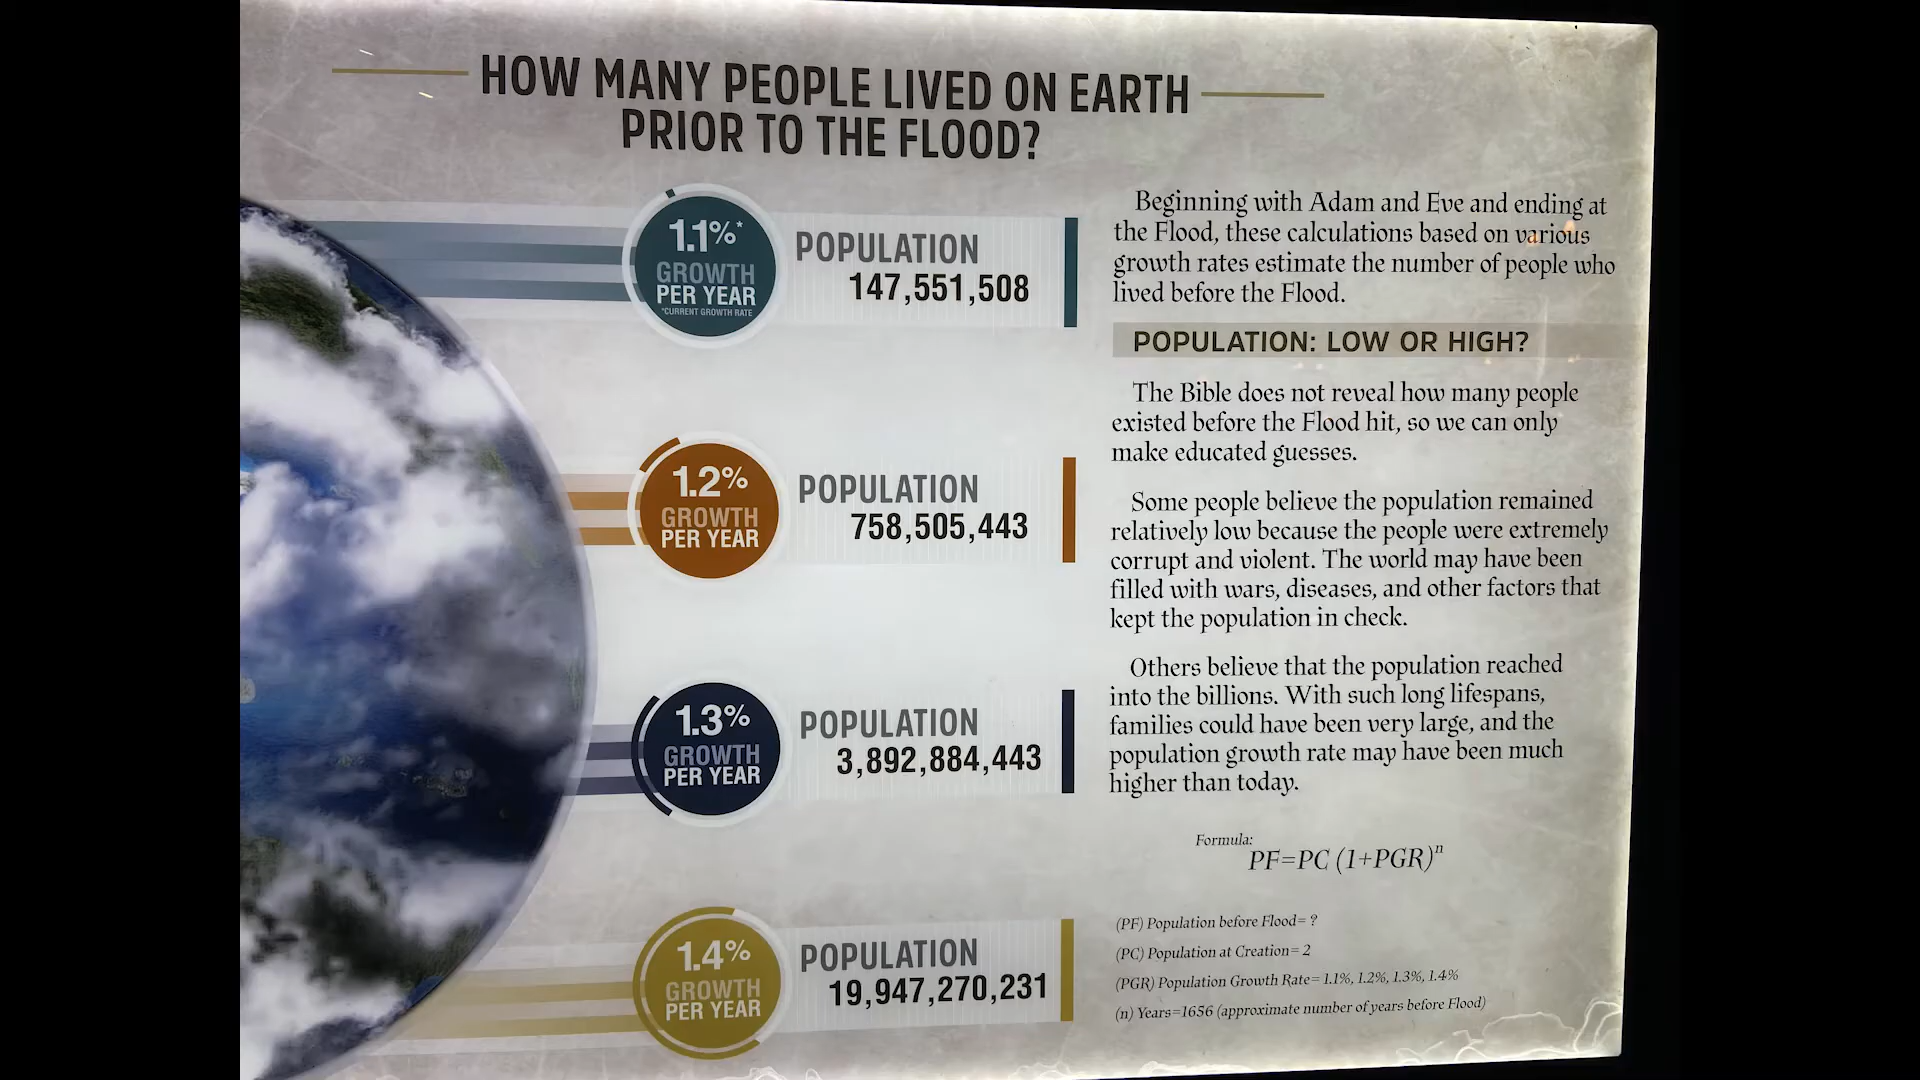 HOW MANY PEOPLE LIVED ON EARTH
PRIOR TO THE FLOOD?
1.1%*
GROWTH
PER YEAR
*CURRENT GROWTH RATE
POPULATION
147,551,508
1.2%
GROWTH
PER YEAR
POPULATION
758,505,443
1.3%
GROWTH
PER YEAR
POPULATION
3,892,884,443
1.4%
GROWTH
PER YEAR
POPULATION
19,947,270,231
Beginning with Adam and Eve and ending at
the Flood, these calculations based on various
growth rates estimate the number of people who
lived before the Flood.
POPULATION: LOW OR HIGH?
The Bible does not reveal how many people
existed before the Flood hit, so we can only
make educated guesses.
Some people believe the population remained
relatively low because the people were extremely
corrupt and violent. The world may have been
filled with wars, diseases, and other factors that
kept the population in check.
Others believe that the population reached
into the billions. With such long lifespans,
families could have been very large, and the
population growth rate may have been much
higher than today.
Formula:
PF=PC (1+PGR)ⁿ
(PF) Population before Flood= ?
(PC) Population at Creation= 2
(PGR) Population Growth Rate= 1.1%, 1.2%, 1.3%, 1.4%
(n) Years=1656 (approximate number of years before Flood)